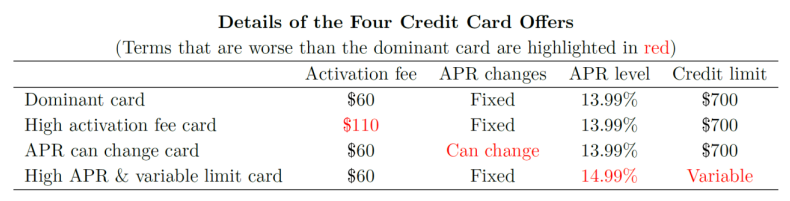 Details of the Four Credit Card Offers
(Terms that are worse than the dominant card are highlighted in red)
Activation fee APR changes APR level Credit limit
Dominant card $60 Fixed 13.99% $700
High activation fee card $110 Fixed 13.99% $700
APR can change card $60 Can change 13.99% $700
High APR & variable limit card $60 Fixed 14.99% Variable